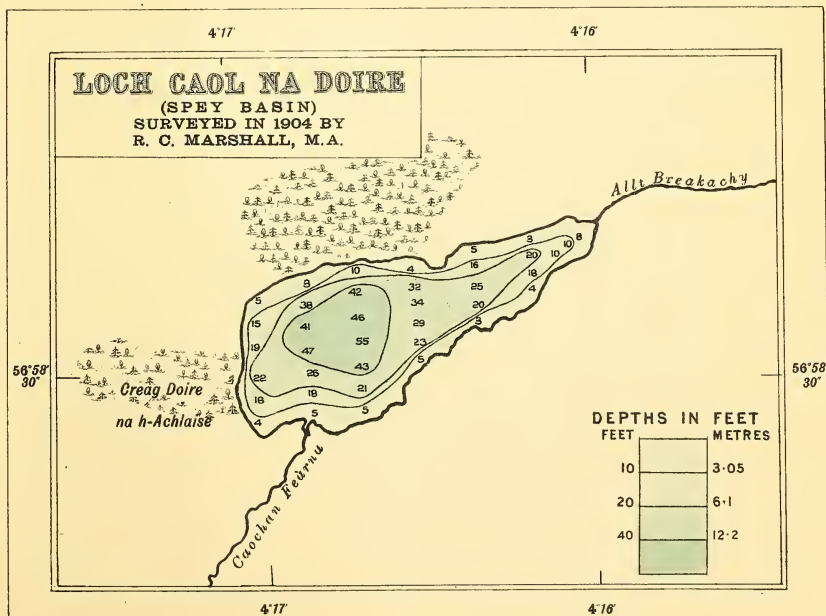 4°17' 4°16'
LOCH CAOL NA DOIRE
(SPEY BASIN)
SURVEYED IN 1904 BY
R. C. MARSHALL, M.A.
Allt Breakachy
5 3 8
10 4 16 20 10 10
9 42 32 25 18
5 38 34 20 4
15 41 46 29 3
19 47 55 23
22 26 43 5
18 18 21
4 5 5
56°58'
30"
56°58'
30"
Creag Doire
na h-Achlaise
Caochan Feàrnu
DEPTHS IN FEET
FEET METRES
10 3·05
20 6·1
40 12·2
4°17' 4°16'